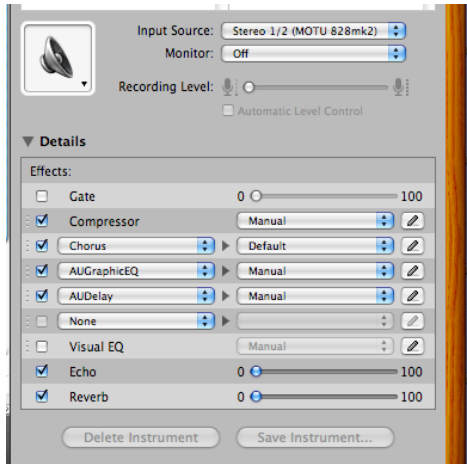 Input Source: Stereo 1/2 (MOTU 828mk2)
Monitor: Off
Recording Level:
Automatic Level Control
Details
Effects:
Gate 0 100
Compressor Manual
Chorus Default
AUGraphicEQ Manual
AUDelay Manual
None
Visual EQ Manual
Echo 0 100
Reverb 0 100
Delete Instrument Save Instrument...